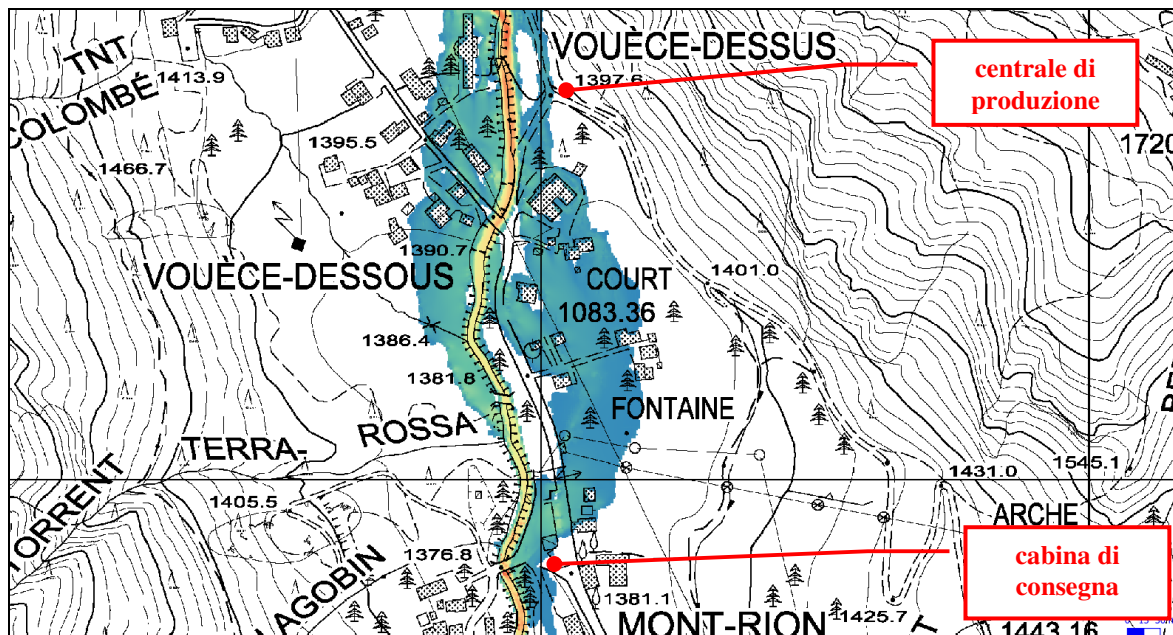 TNT
COLOMBÉ
1413.9
VOUÈCE-DESSUS
1397.6
centrale di
produzione
1720
1395.5
1466.7
1390.7
VOUÈCE-DESSOUS
COURT
1083.36
1401.0
1386.4
1381.8
FONTAINE
TERRA-
ROSSA
TORRENT
1405.5
1431.0
1545.1
ARCHE
LAGOBIN
1376.8
cabina di
consegna
1381.1
MONT-RION
1425.7
1443.16